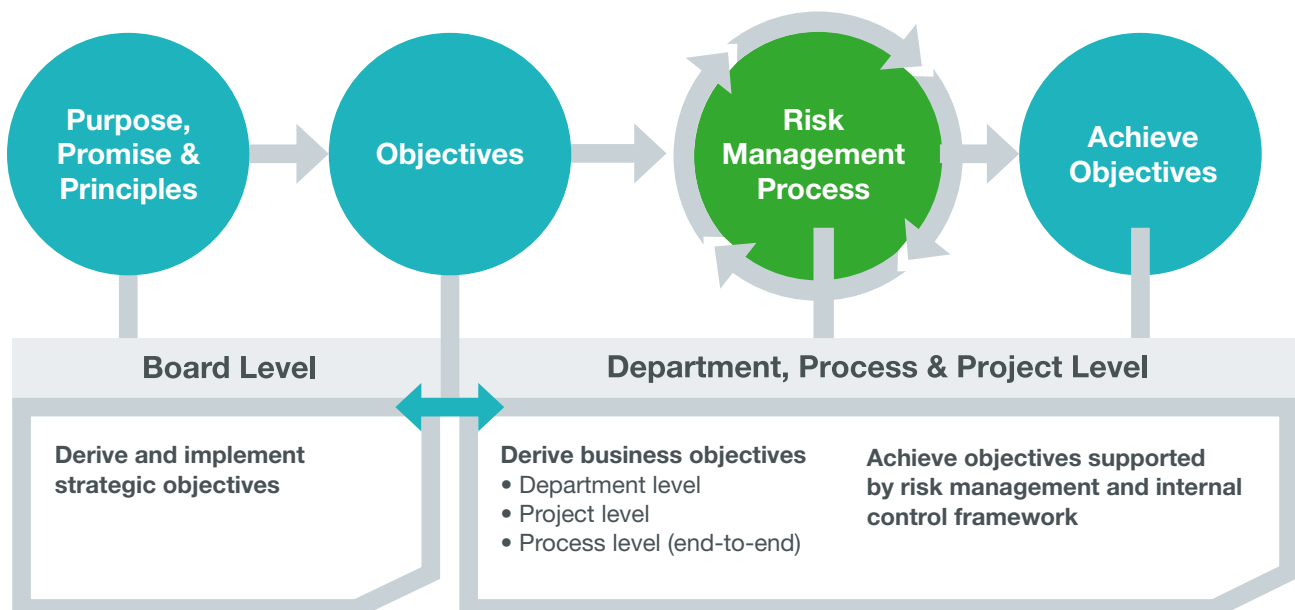 Purpose,
Promise &
Principles
Objectives
Risk
Management
Process
Achieve
Objectives
Board Level
Department, Process & Project Level
Derive and implement
strategic objectives
Derive business objectives
• Department level
• Project level
• Process level (end-to-end)
Achieve objectives supported
by risk management and internal
control framework